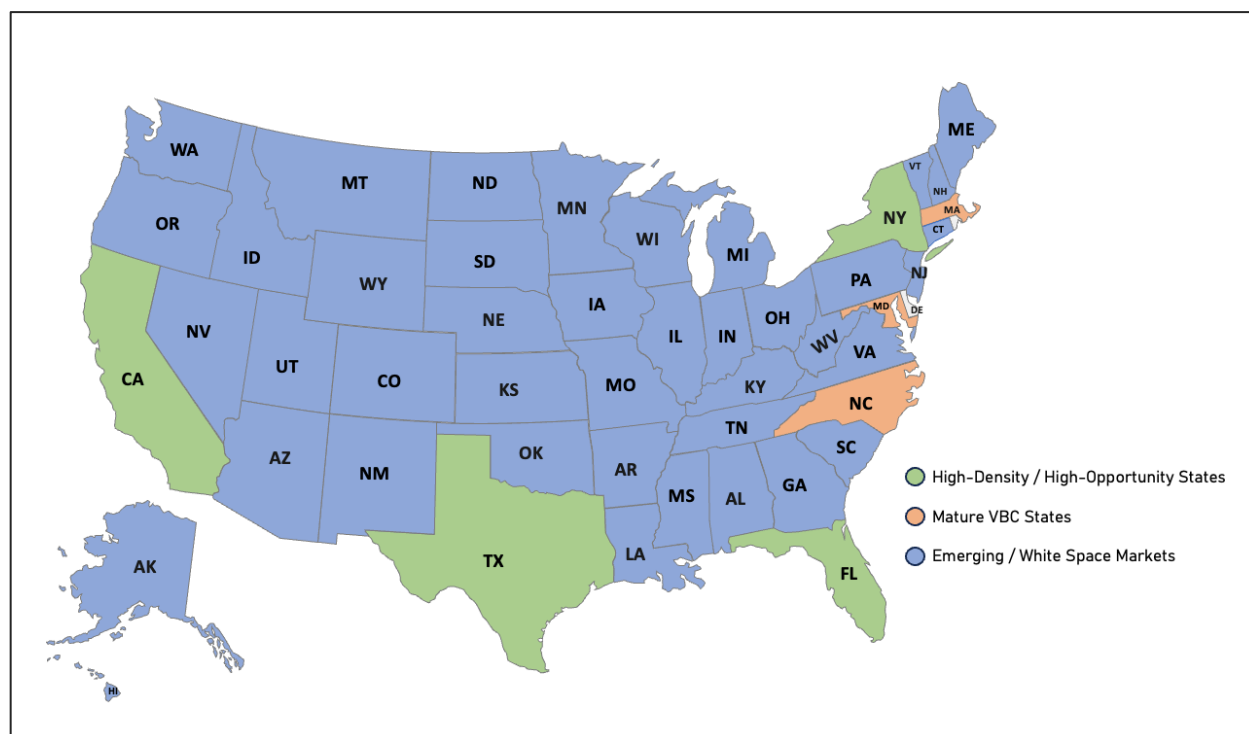 ME
WA
VT
MT
ND
NH
MN
MA
NY
OR
CT
WI
MI
ID
SD
NJ
PA
WY
IA
NE
MD
DE
OH
NV
IL
IN
WV
VA
UT
CA
CO
MO
KY
KS
NC
TN
OK
SC
AZ
NM
AR
GA
MS
AL
High-Density / High-Opportunity States
Mature VBC States
LA
Emerging / White Space Markets
TX
AK
FL
HI